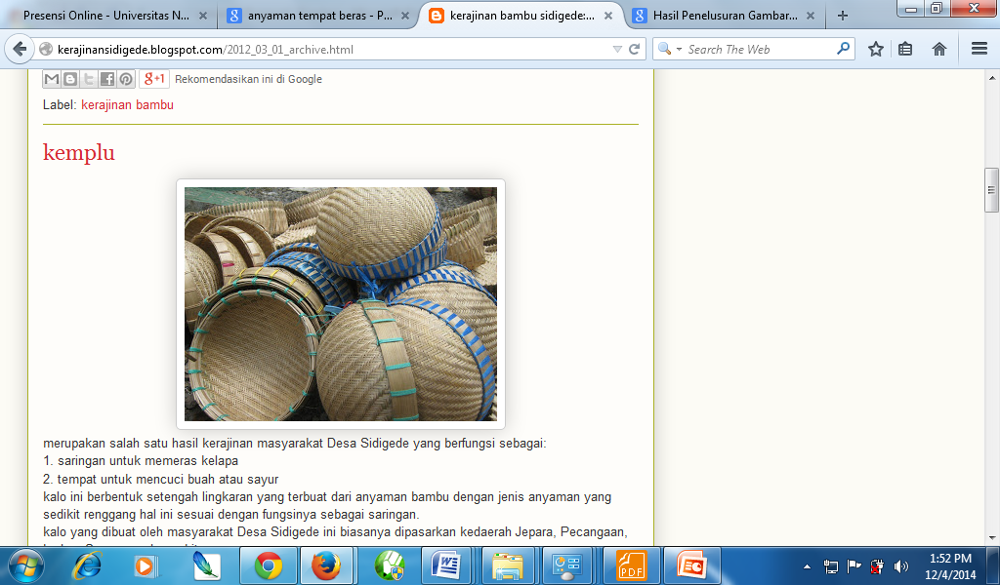 Presensi Online - Universitas N...
anyaman tempat beras - P...
kerajinan bambu sidigede:...
Hasil Penelusuran Gambar...
kerajinansidigede.blogspot.com/2012_03_01_archive.html
Search The Web
g+1
Rekomendasikan ini di Google
Label: kerajinan bambu
kemplu
merupakan salah satu hasil kerajinan masyarakat Desa Sidigede yang berfungsi sebagai:
1. saringan untuk memeras kelapa
2. tempat untuk mencuci buah atau sayur
kalo ini berbentuk setengah lingkaran yang terbuat dari anyaman bambu dengan jenis anyaman yang
sedikit renggang hal ini sesuai dengan fungsinya sebagai saringan.
kalo yang dibuat oleh masyarakat Desa Sidigede ini biasanya dipasarkan kedaerah Jepara, Pecangaan,
PDF
1:52 PM
12/4/2014